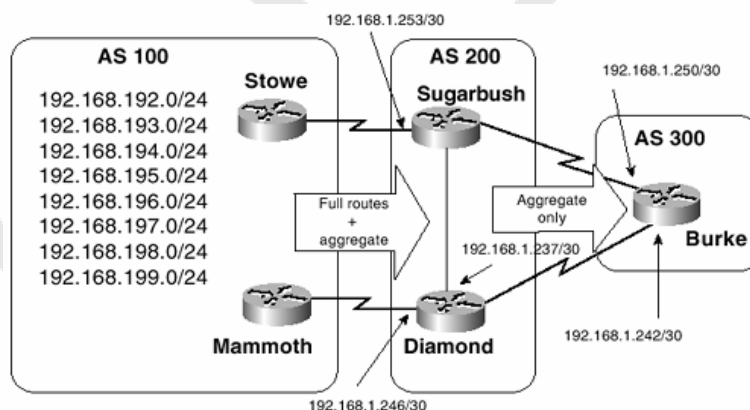 192.168.1.253/30
AS 100
AS 200
Stowe
Sugarbush
192.168.1.250/30
192.168.192.0/24
192.168.193.0/24
192.168.194.0/24
192.168.195.0/24
192.168.196.0/24
192.168.197.0/24
192.168.198.0/24
192.168.199.0/24
AS 300
Full routes
+
aggregate
Aggregate
only
Burke
192.168.1.237/30
Mammoth
Diamond
192.168.1.242/30
192.168.1.246/30